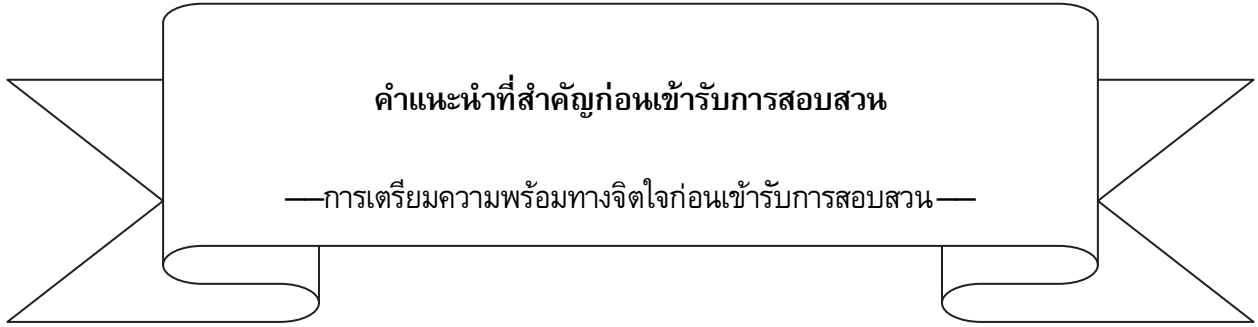 คำแนะนำที่สำคัญก่อนเข้ารับการสอบสวน
──การเตรียมความพร้อมทางจิตใจก่อนเข้ารับการสอบสวน──